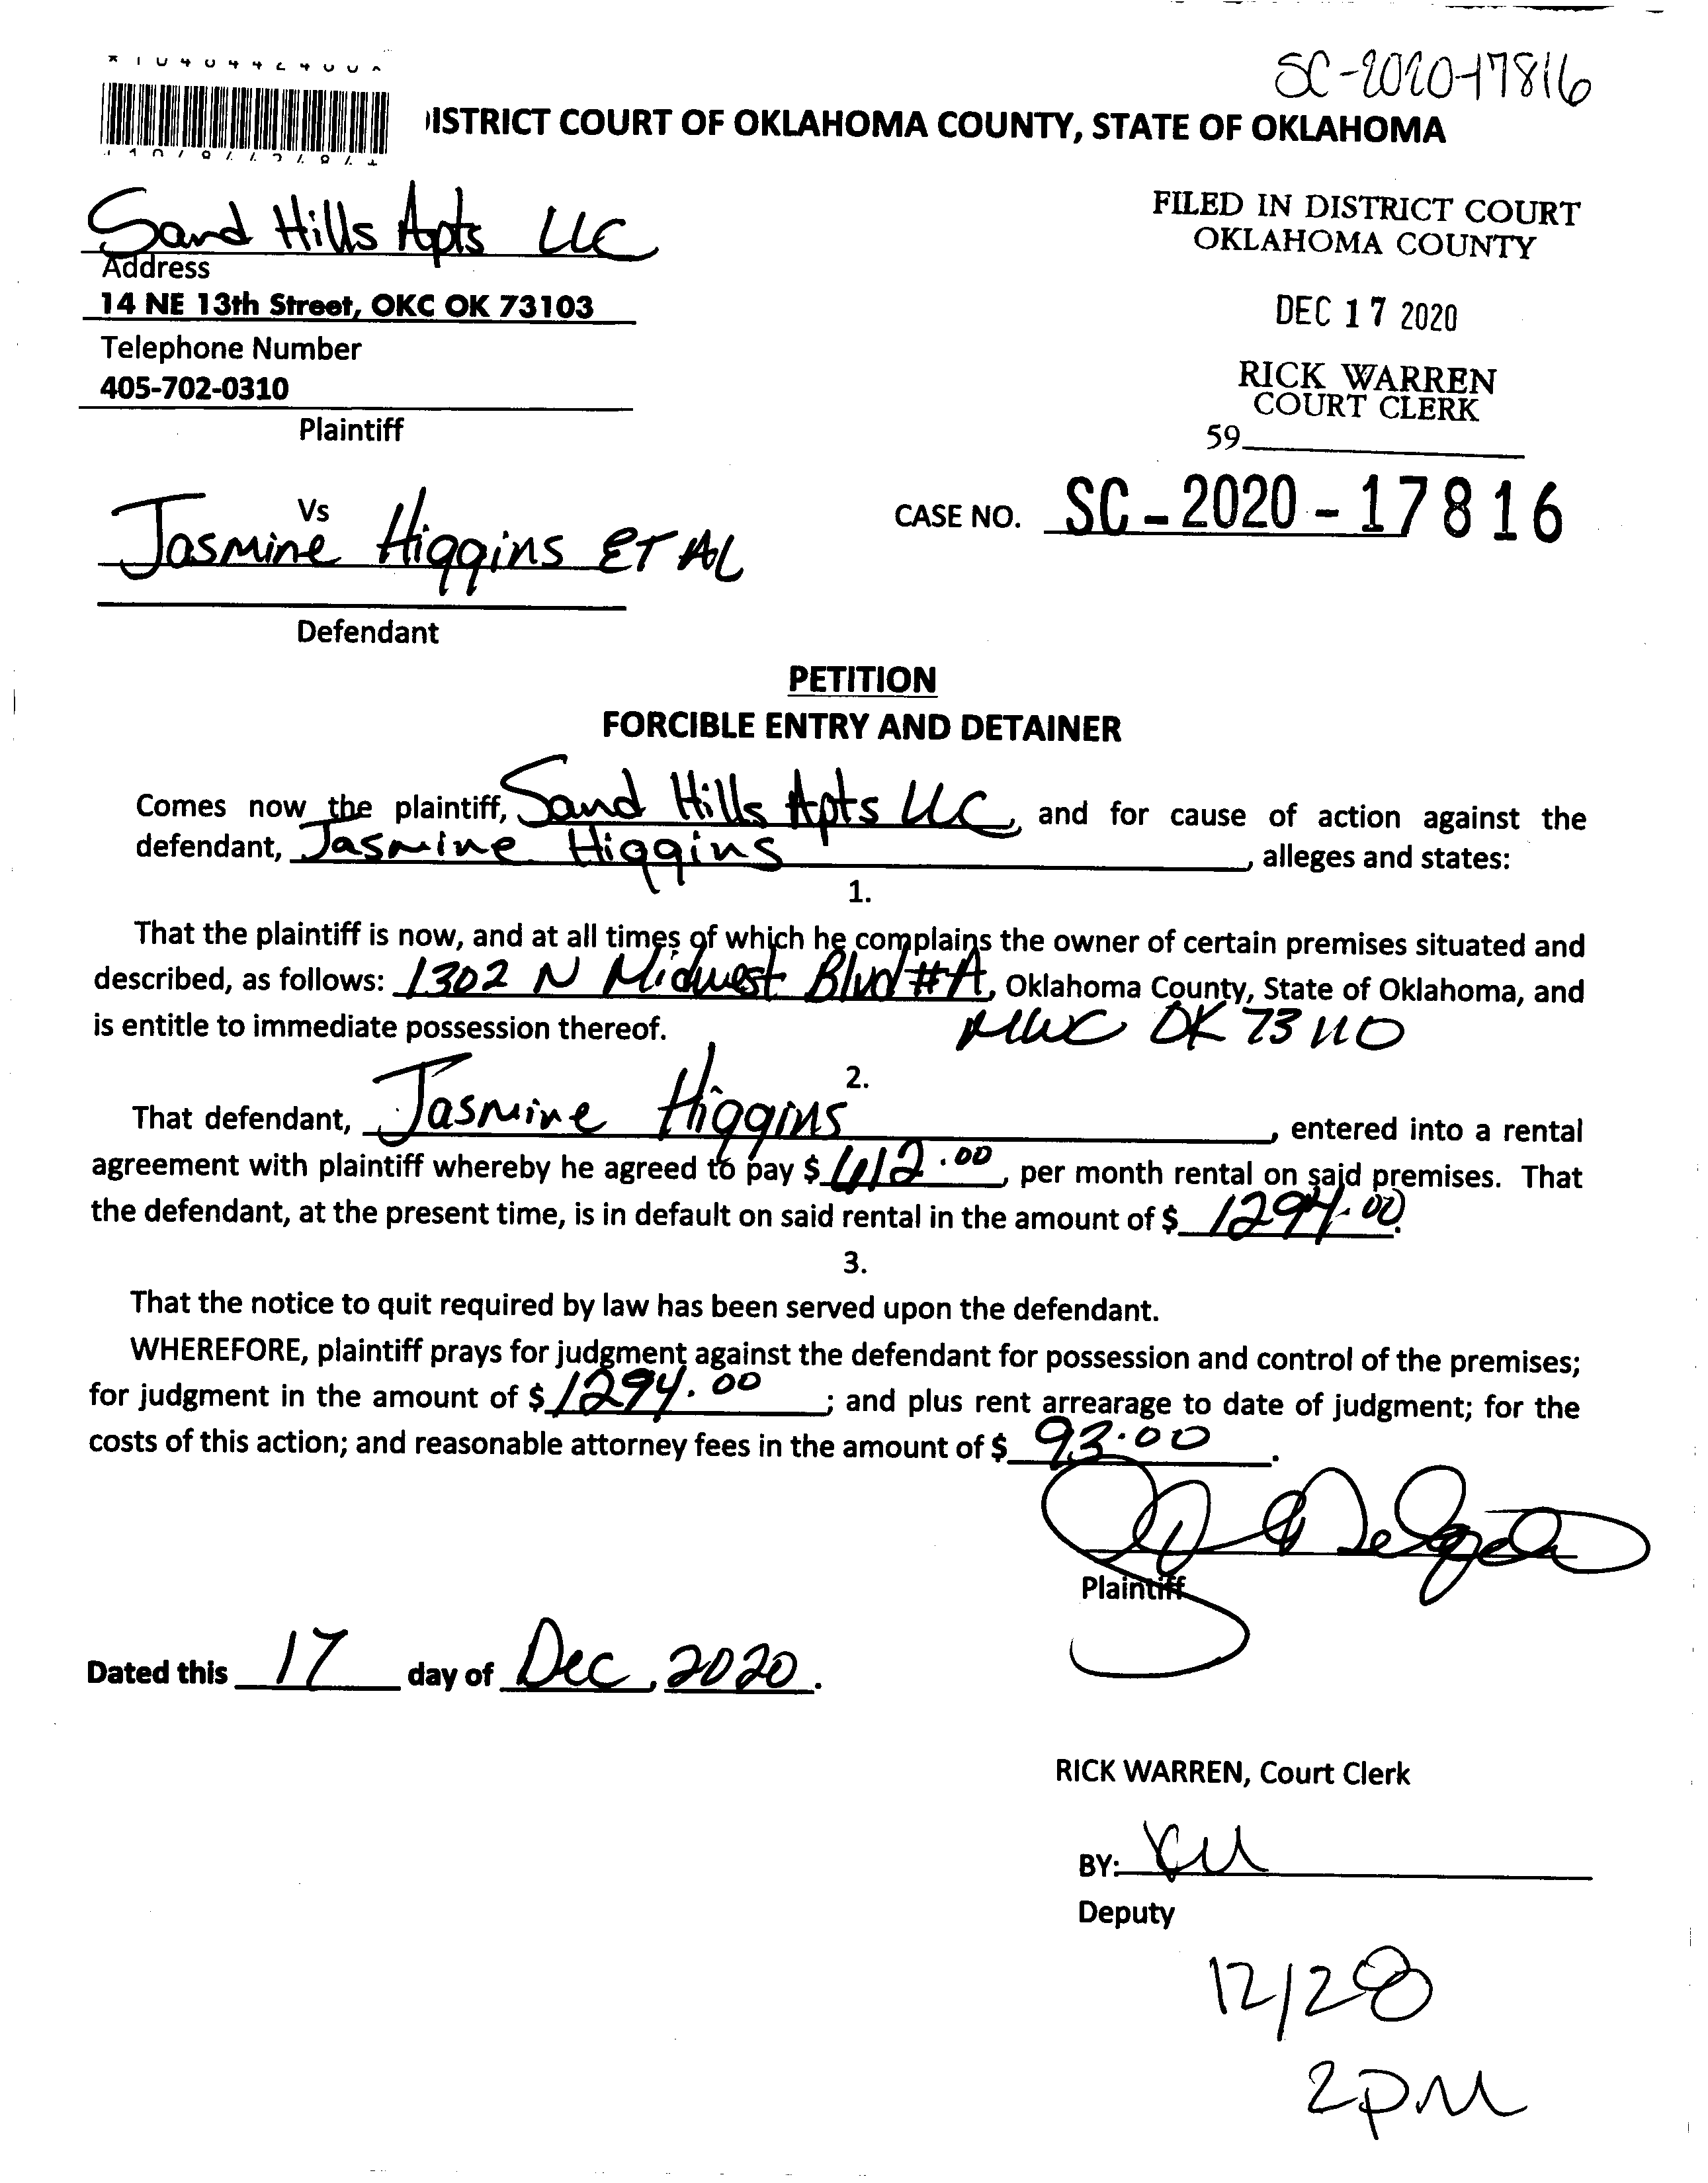 SC-2020-17816
ISTRICT COURT OF OKLAHOMA COUNTY, STATE OF OKLAHOMA
Sand Hills Apts LLC
Address
14 NE 13th Street, OKC OK 73103
Telephone Number
405-702-0310
Plaintiff
FILED IN DISTRICT COURT
OKLAHOMA COUNTY
DEC 17 2020
RICK WARREN
COURT CLERK
59
Vs
Jasmine Higgins ET AL
Defendant
CASE NO. SC-2020-17816
PETITION
FORCIBLE ENTRY AND DETAINER
Comes now the plaintiff, Sand Hills Apts LLC, and for cause of action against the
defendant, Jasmine Higgins, alleges and states:
1.
That the plaintiff is now, and at all times of which he complains the owner of certain premises situated and
described, as follows: 1302 N Midwest Blvd #A, Oklahoma County, State of Oklahoma, and
is entitle to immediate possession thereof. MWC OK 73110
2.
That defendant, Jasmine Higgins, entered into a rental
agreement with plaintiff whereby he agreed to pay $ 612.00, per month rental on said premises. That
the defendant, at the present time, is in default on said rental in the amount of $ 1294.00.
3.
That the notice to quit required by law has been served upon the defendant.
WHEREFORE, plaintiff prays for judgment against the defendant for possession and control of the premises;
for judgment in the amount of $ 1294.00; and plus rent arrearage to date of judgment; for the
costs of this action; and reasonable attorney fees in the amount of $ 93.00.
Delgado
Plaintiff
Dated this 17 day of Dec, 2020.
RICK WARREN, Court Clerk
BY:
Deputy
12/28
2pm